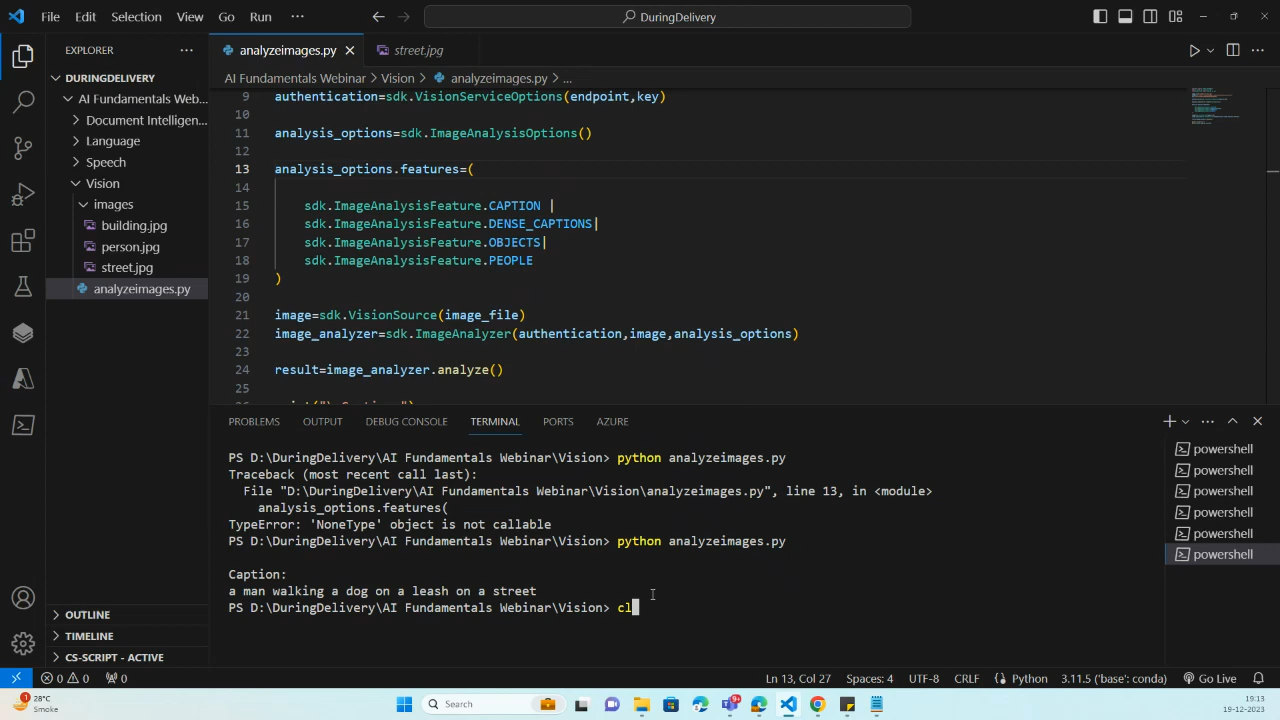 File Edit Selection View Go Run ··· DuringDelivery
EXPLORER ···
DURINGDELIVERY
AI Fundamentals Web...
Document Intelligen...
Language
Speech
Vision
images
building.jpg
person.jpg
street.jpg
analyzeimages.py
OUTLINE
TIMELINE
CS-SCRIPT - ACTIVE
analyzeimages.py street.jpg
AI Fundamentals Webinar > Vision > analyzeimages.py > ...
9 authentication=sdk.VisionServiceOptions(endpoint,key)
10
11 analysis_options=sdk.ImageAnalysisOptions()
12
13 analysis_options.features=(
14
15 sdk.ImageAnalysisFeature.CAPTION |
16 sdk.ImageAnalysisFeature.DENSE_CAPTIONS|
17 sdk.ImageAnalysisFeature.OBJECTS|
18 sdk.ImageAnalysisFeature.PEOPLE
19 )
20
21 image=sdk.VisionSource(image_file)
22 image_analyzer=sdk.ImageAnalyzer(authentication,image,analysis_options)
23
24 result=image_analyzer.analyze()
25
PROBLEMS OUTPUT DEBUG CONSOLE TERMINAL PORTS AZURE
PS D:\DuringDelivery\AI Fundamentals Webinar\Vision> python analyzeimages.py
Traceback (most recent call last):
File "D:\DuringDelivery\AI Fundamentals Webinar\Vision\analyzeimages.py", line 13, in <module>
analysis_options.features(
TypeError: 'NoneType' object is not callable
PS D:\DuringDelivery\AI Fundamentals Webinar\Vision> python analyzeimages.py
Caption:
a man walking a dog on a leash on a street
PS D:\DuringDelivery\AI Fundamentals Webinar\Vision> cl
powershell
powershell
powershell
powershell
powershell
powershell
0 0 0 Ln 13, Col 27 Spaces: 4 UTF-8 CRLF Python 3.11.5 ('base': conda) Go Live
28°C
Smoke
Search
9+
19:13
19-12-2023